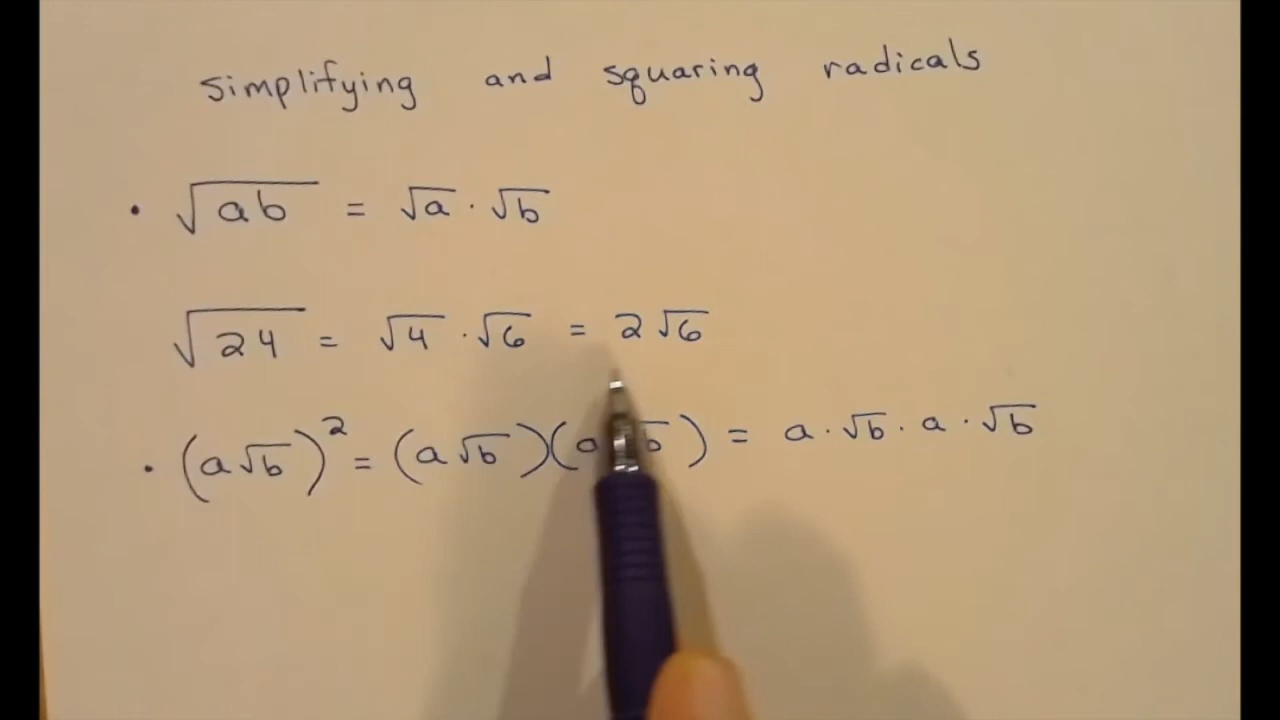 simplifying and squaring radicals
• √ab = √a · √b
√24 = √4 · √6 = 2√6
• (a√b)² = (a√b)(a√b) = a · √b · a · √b